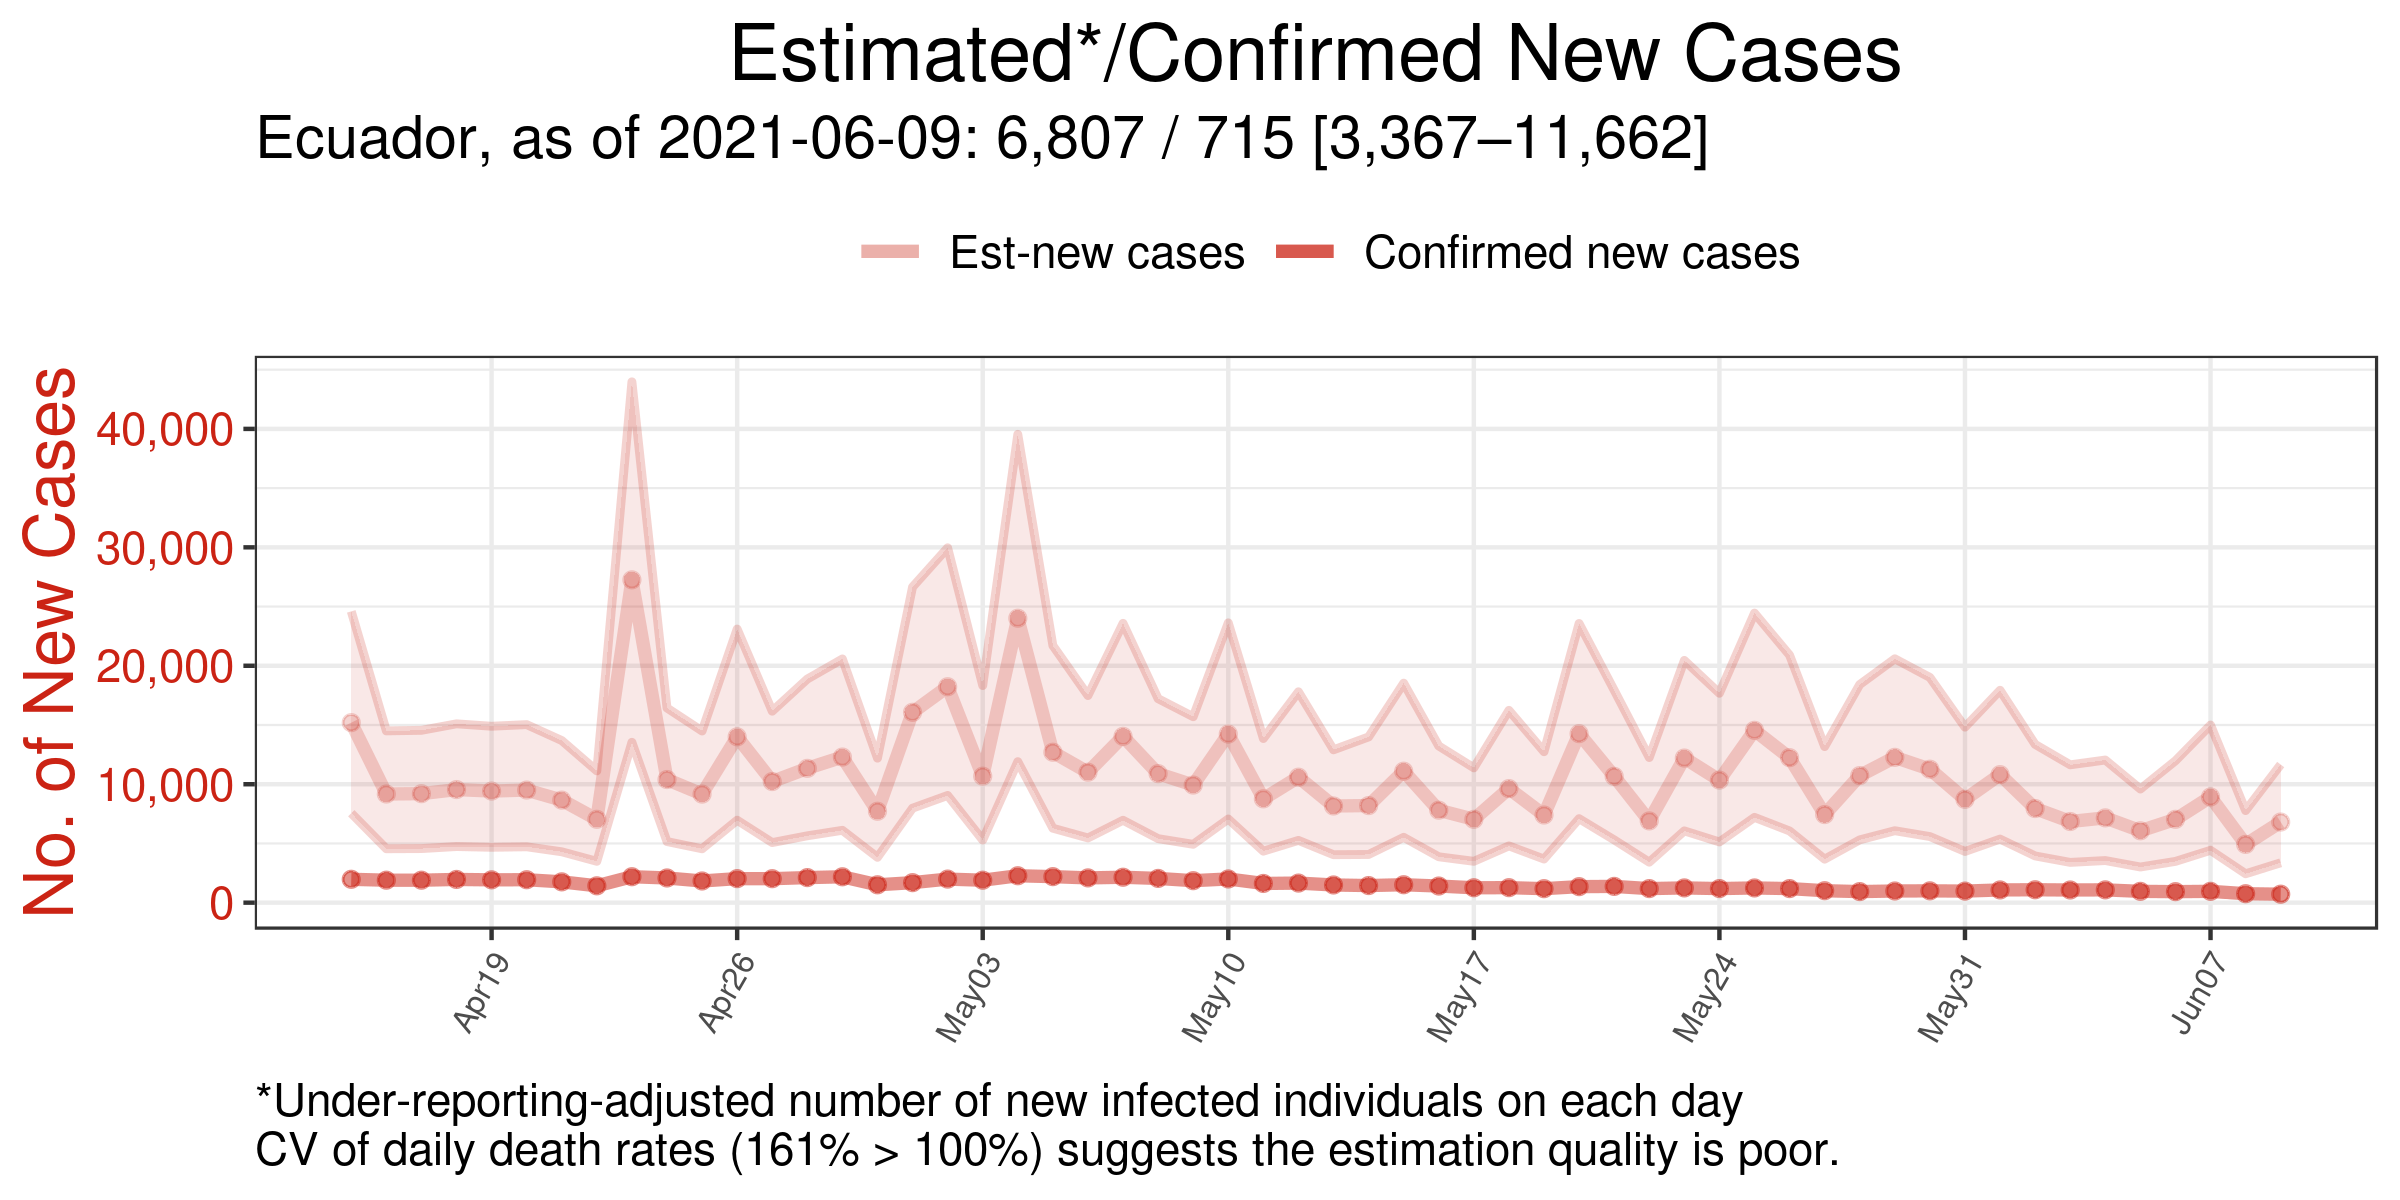 Estimated*/Confirmed New Cases
Ecuador, as of 2021-06-09: 6,807 / 715 [3,367–11,662]
Est-new cases
Confirmed new cases
No. of New Cases
40,000
30,000
20,000
10,000
0
Apr19
Apr26
May03
May10
May17
May24
May31
Jun07
*Under-reporting-adjusted number of new infected individuals on each day
CV of daily death rates (161% > 100%) suggests the estimation quality is poor.